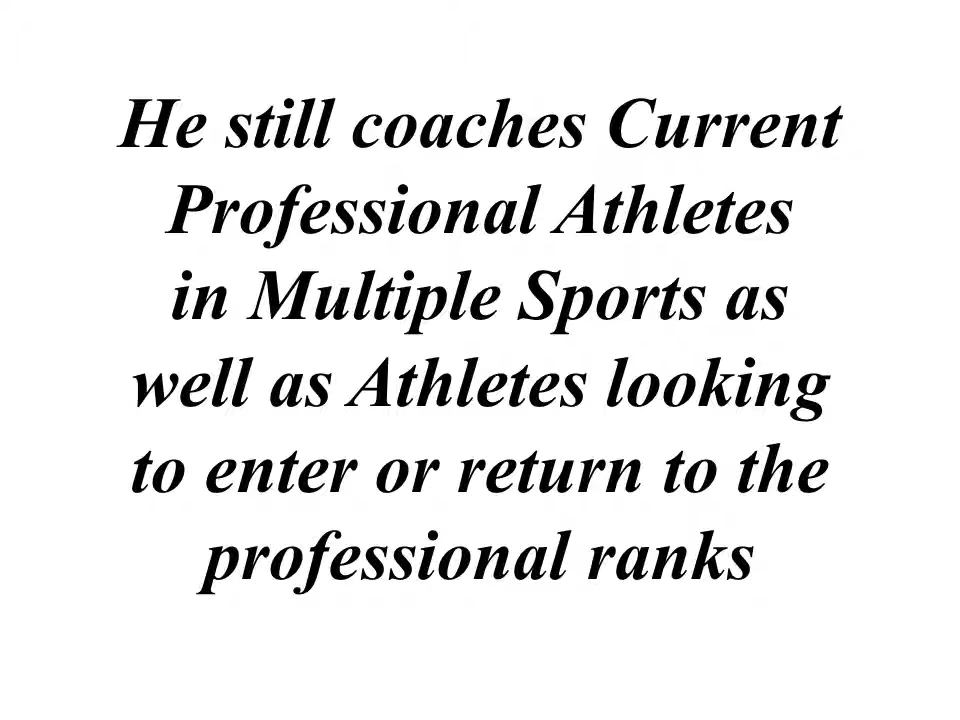 He still coaches Current
Professional Athletes
in Multiple Sports as
well as Athletes looking
to enter or return to the
professional ranks